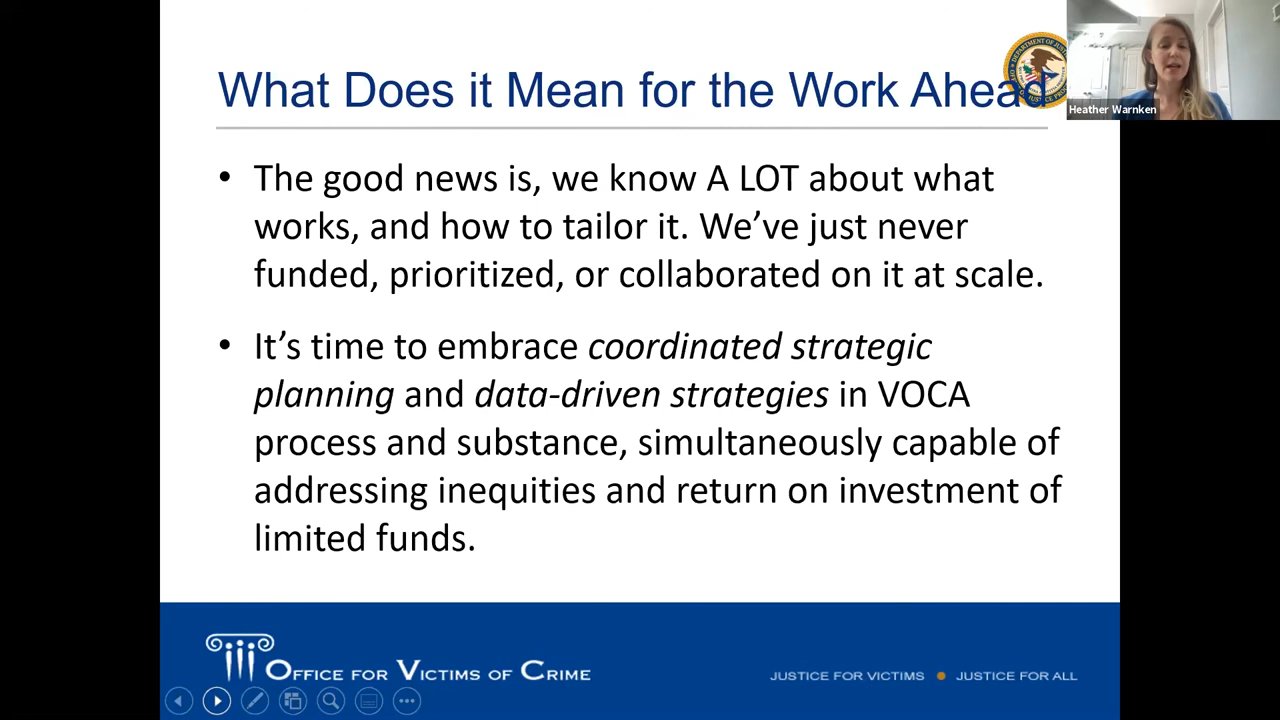 What Does it Mean for the Work Ahead
Heather Warnken
• The good news is, we know A LOT about what
works, and how to tailor it. We’ve just never
funded, prioritized, or collaborated on it at scale.
• It’s time to embrace coordinated strategic
planning and data-driven strategies in VOCA
process and substance, simultaneously capable of
addressing inequities and return on investment of
limited funds.
OFFICE FOR VICTIMS OF CRIME
JUSTICE FOR VICTIMS • JUSTICE FOR ALL